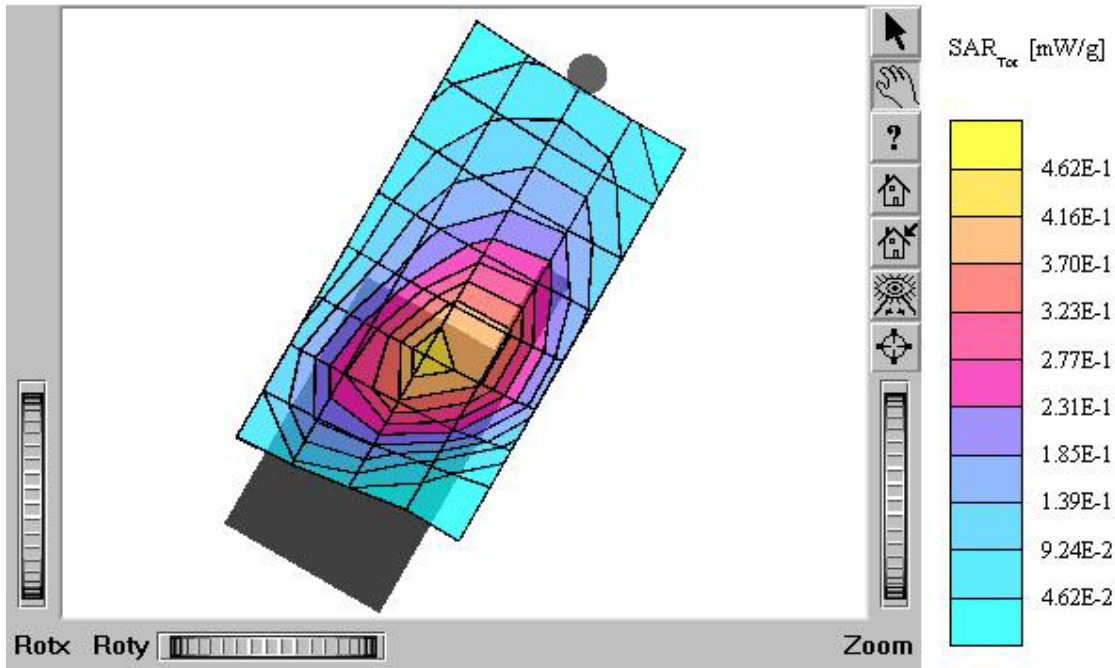 SAR_Tot [mW/g]
?
4.62E-1
4.16E-1
3.70E-1
3.23E-1
2.77E-1
2.31E-1
1.85E-1
1.39E-1
9.24E-2
4.62E-2
Rotx Roty Zoom